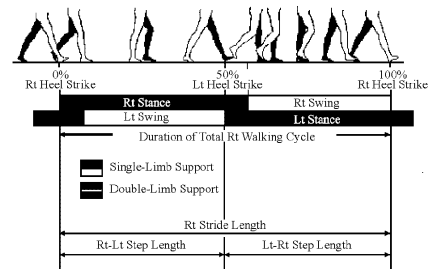 0% 50% 100%
Rt Heel Strike Lt Heel Strike Rt Heel Strike
Rt Stance Rt Swing
Lt Swing Lt Stance
Duration of Total Rt Walking Cycle
Single-Limb Support
Double-Limb Support
Rt Stride Length
Rt-Lt Step Length Lt-Rt Step Length